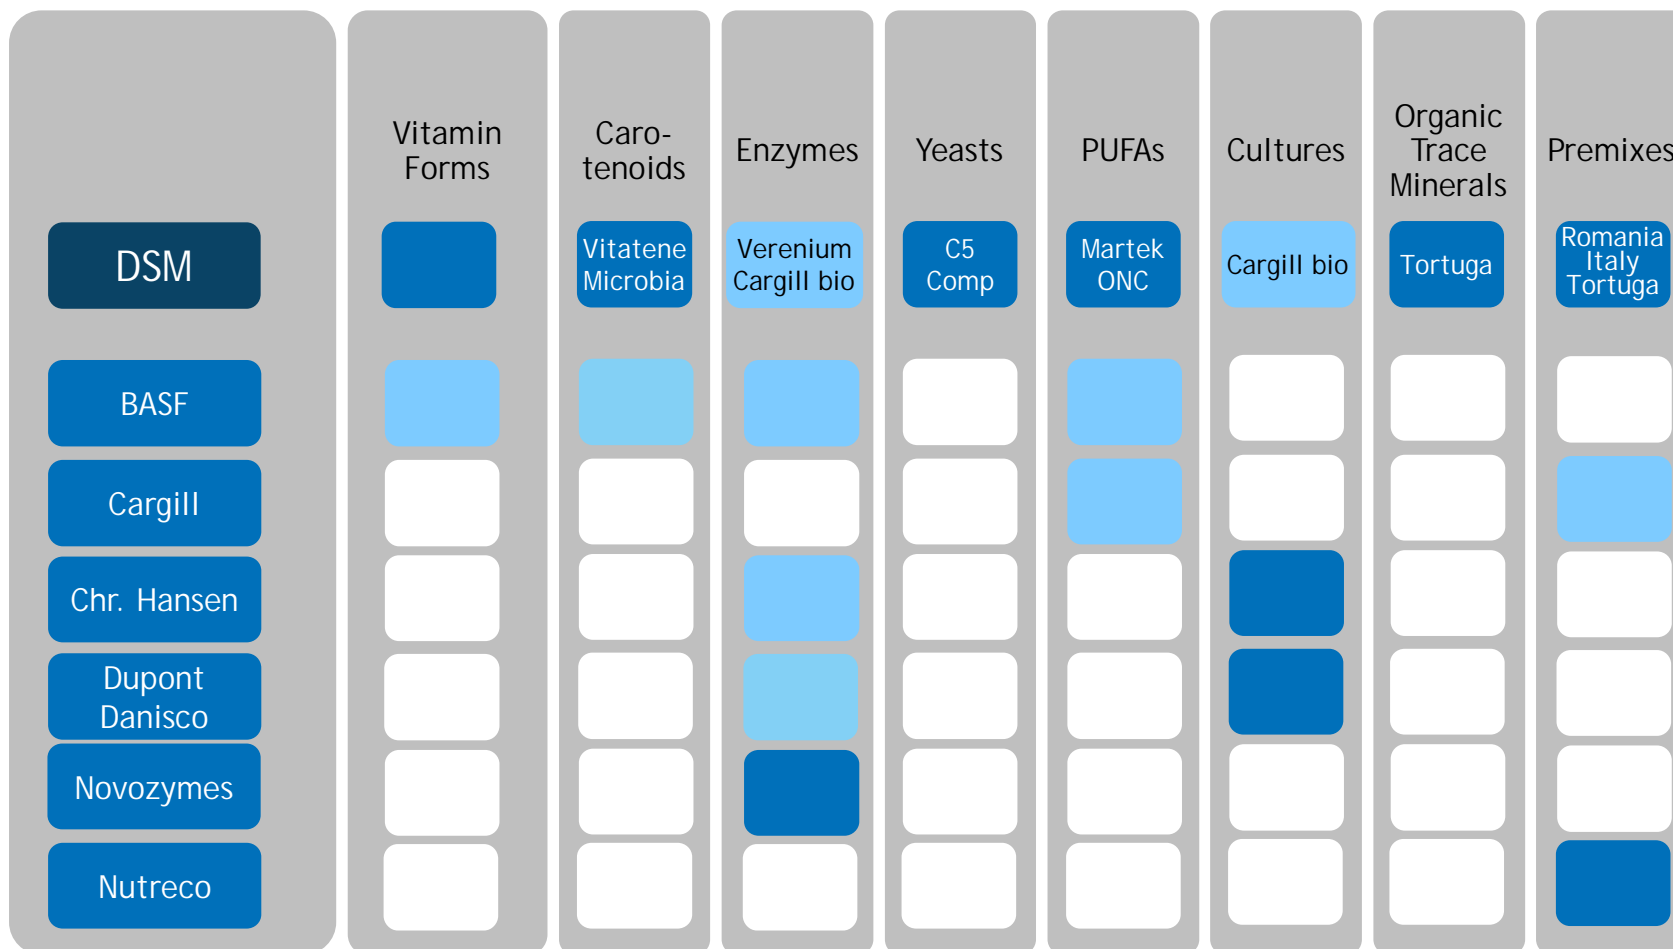 Vitamin
Forms
Caro-
tenoids
Enzymes
Yeasts
PUFAs
Cultures
Organic
Trace
Minerals
Premixes
DSM
Vitatene
Microbia
Verenium
Cargill bio
C5
Comp
Martek
ONC
Cargill bio
Tortuga
Romania
Italy
Tortuga
BASF
Cargill
Chr. Hansen
Dupont
Danisco
Novozymes
Nutreco